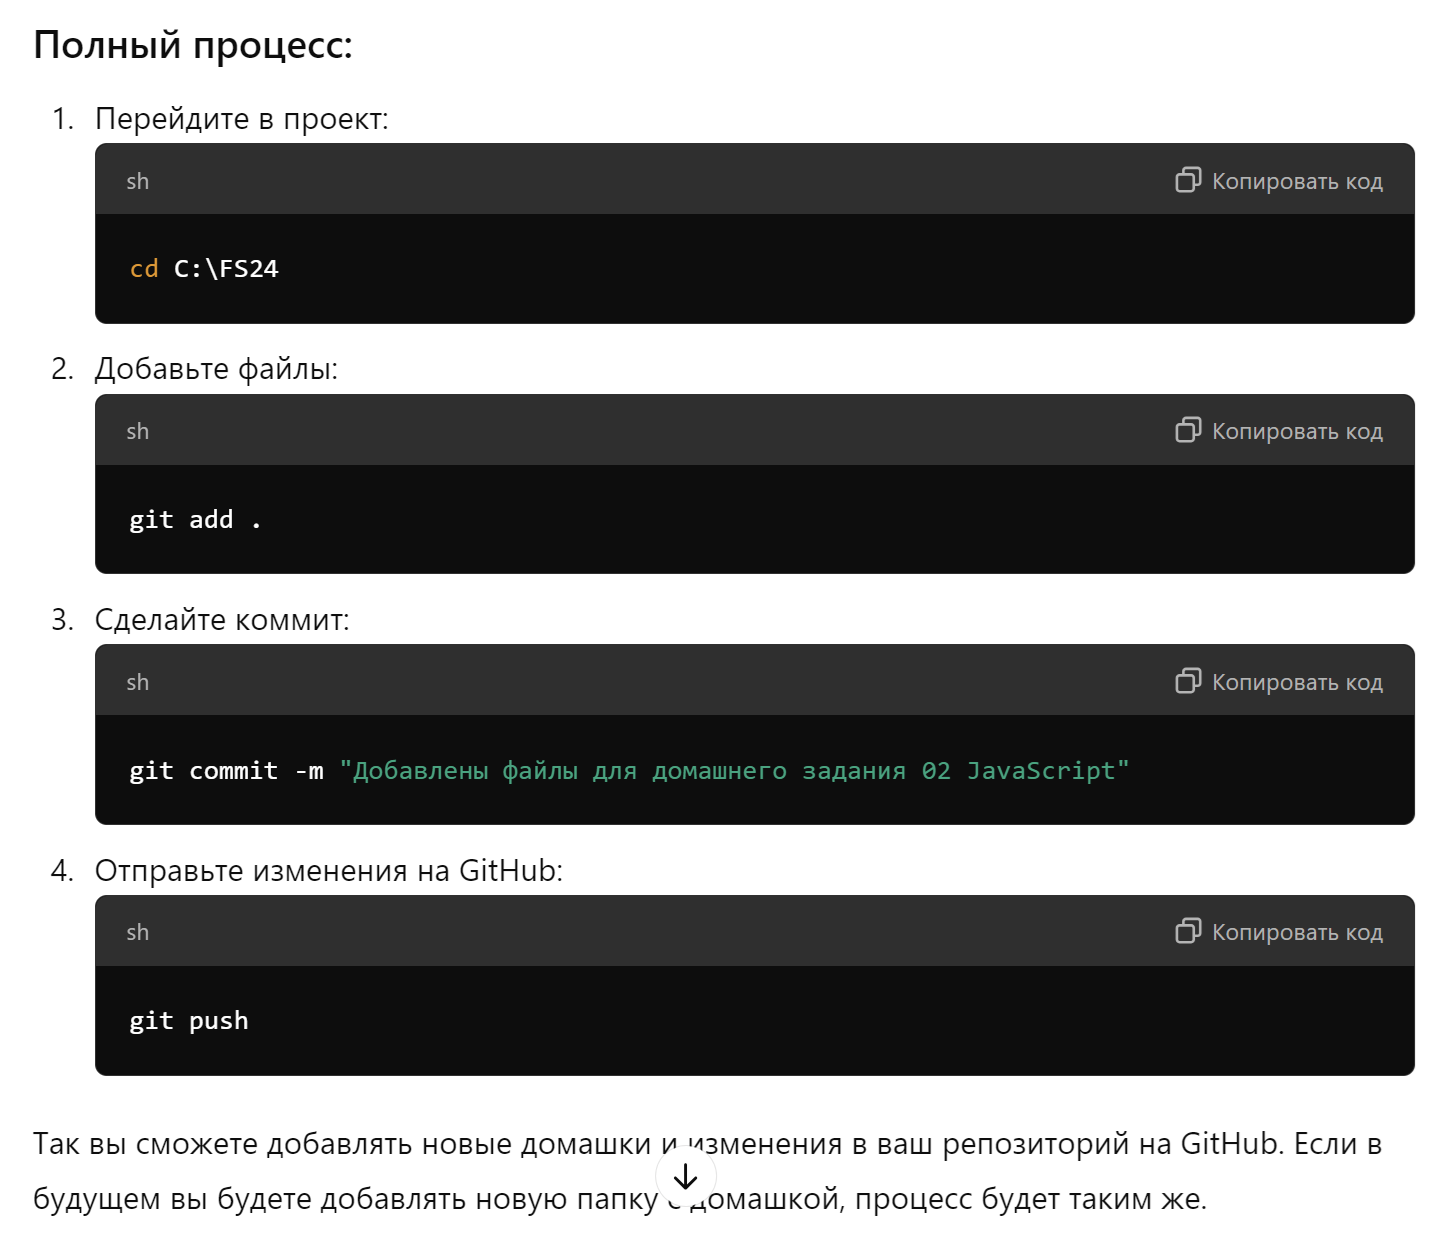 Полный процесс:
1. Перейдите в проект:
sh
Копировать код
cd C:\FS24
2. Добавьте файлы:
sh
Копировать код
git add .
3. Сделайте коммит:
sh
Копировать код
git commit -m "Добавлены файлы для домашнего задания 02 JavaScript"
4. Отправьте изменения на GitHub:
sh
Копировать код
git push
Так вы сможете добавлять новые домашки и изменения в ваш репозиторий на GitHub. Если в
будущем вы будете добавлять новую папку с домашкой, процесс будет таким же.